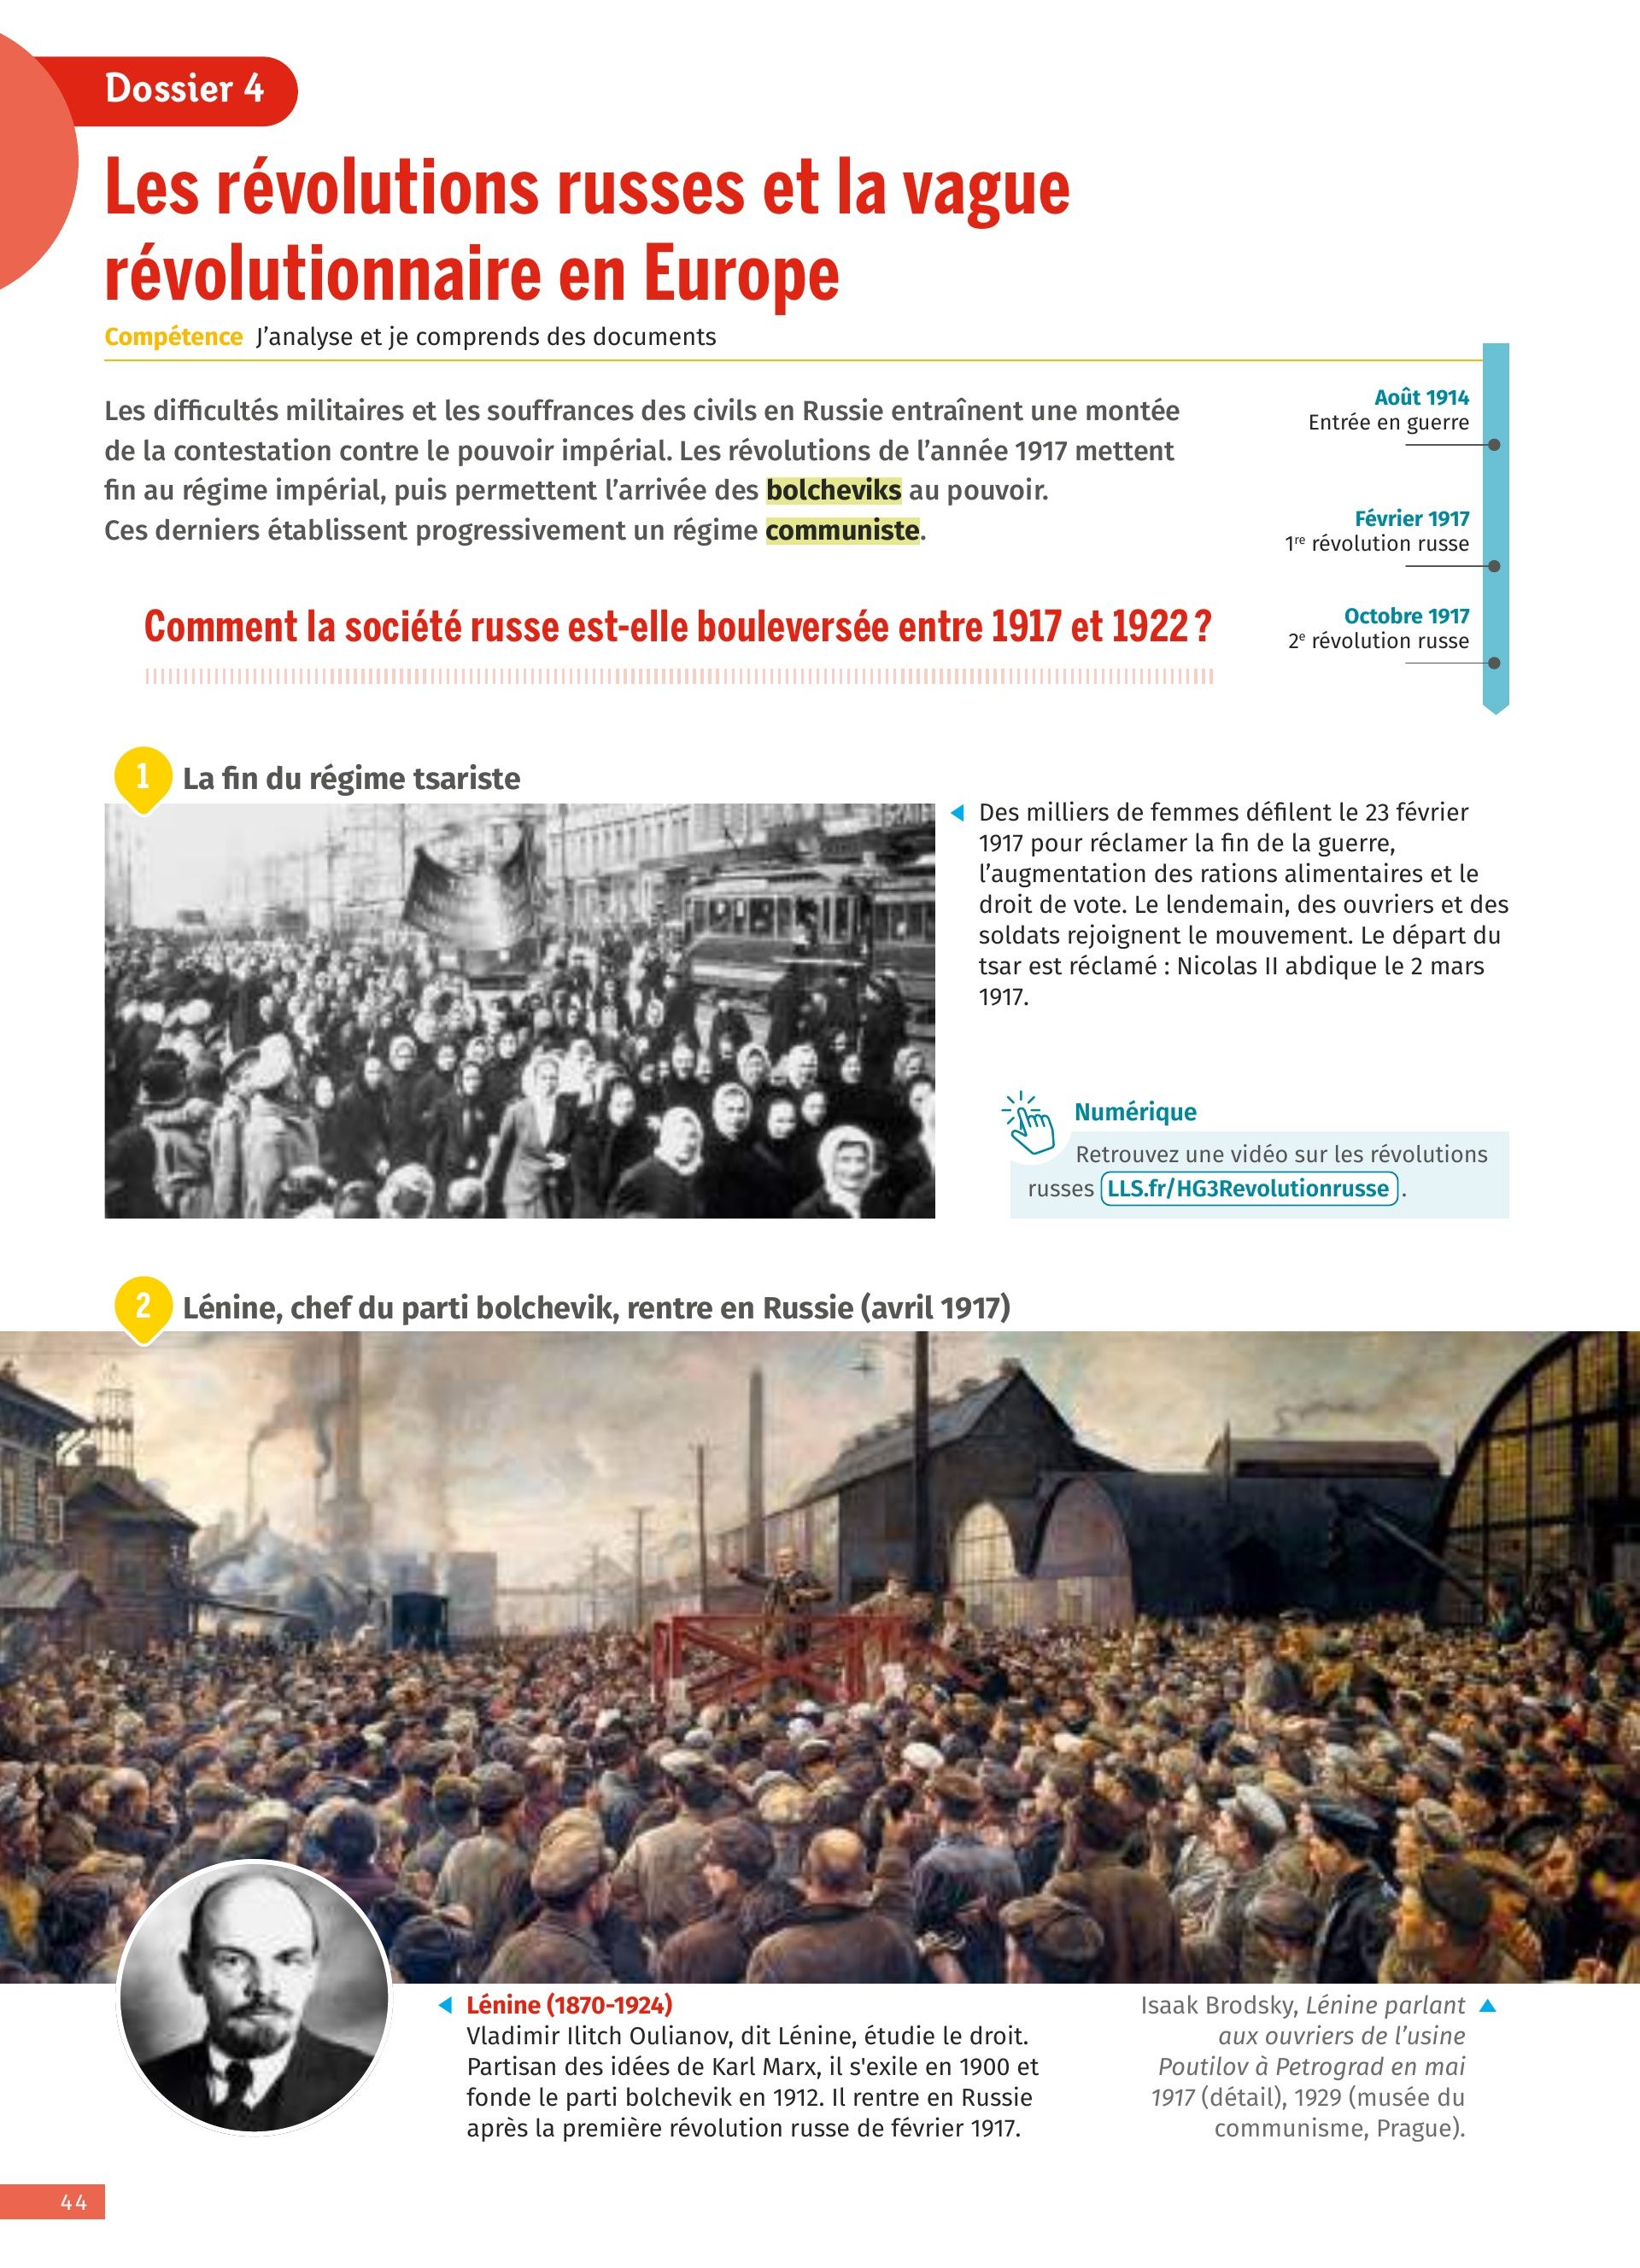 Dossier 4
Les révolutions russes et la vague
révolutionnaire en Europe
Compétence J’analyse et je comprends des documents
Les difficultés militaires et les souffrances des civils en Russie entraînent une montée
de la contestation contre le pouvoir impérial. Les révolutions de l’année 1917 mettent
fin au régime impérial, puis permettent l’arrivée des bolcheviks au pouvoir.
Ces derniers établissent progressivement un régime communiste.
Août 1914
Entrée en guerre
Février 1917
1re révolution russe
Octobre 1917
2e révolution russe
Comment la société russe est-elle bouleversée entre 1917 et 1922 ?
1 La fin du régime tsariste
Des milliers de femmes défilent le 23 février
1917 pour réclamer la fin de la guerre,
l’augmentation des rations alimentaires et le
droit de vote. Le lendemain, des ouvriers et des
soldats rejoignent le mouvement. Le départ du
tsar est réclamé : Nicolas II abdique le 2 mars
1917.
Numérique
Retrouvez une vidéo sur les révolutions
russes LLS.fr/HG3Revolutionrusse .
2 Lénine, chef du parti bolchevik, rentre en Russie (avril 1917)
Lénine (1870-1924)
Vladimir Ilitch Oulianov, dit Lénine, étudie le droit.
Partisan des idées de Karl Marx, il s'exile en 1900 et
fonde le parti bolchevik en 1912. Il rentre en Russie
après la première révolution russe de février 1917.
Isaak Brodsky, Lénine parlant
aux ouvriers de l’usine
Poutilov à Petrograd en mai
1917 (détail), 1929 (musée du
communisme, Prague).
44